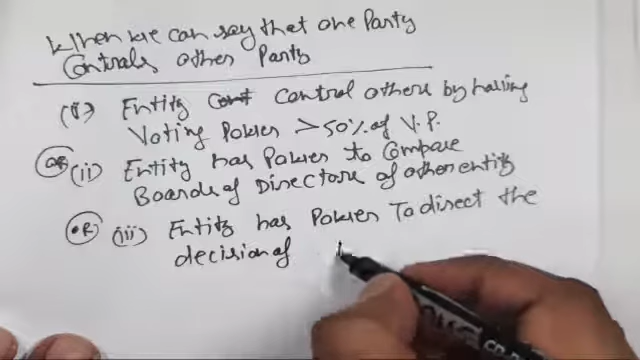 When we can say that one Party
Controls other Party
(i) Entity Cont Control others by having
Voting Power > 50% of V.P.
OR (ii) Entity has Power to Compose
Boards of Directors of other entity
OR (iii) Entity has Power To direct the
decision of